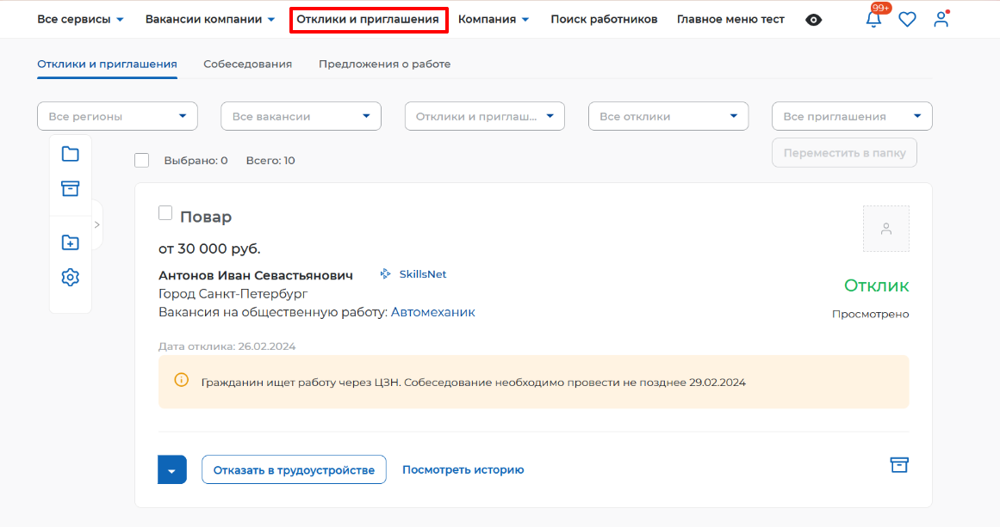 Все сервисы Вакансии компании Отклики и приглашения Компания Поиск работников Главное меню тест 99+
Отклики и приглашения Собеседования Предложения о работе
Все регионы Все вакансии Отклики и приглаш... Все отклики Все приглашения
Выбрано: 0 Всего: 10 Переместить в папку
Повар
от 30 000 руб.
Антонов Иван Севастьянович SkillsNet
Город Санкт-Петербург
Отклик
Вакансия на общественную работу: Автомеханик
Просмотрено
Дата отклика: 26.02.2024
Гражданин ищет работу через ЦЗН. Собеседование необходимо провести не позднее 29.02.2024
Отказать в трудоустройстве Посмотреть историю